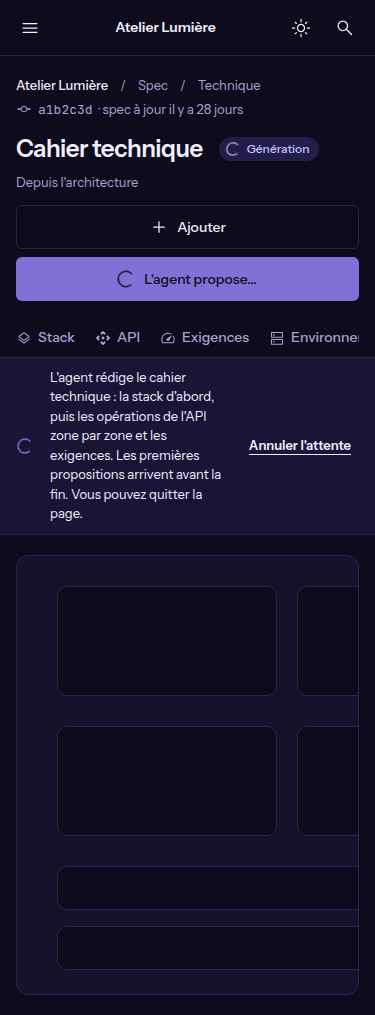 Atelier Lumière
Atelier Lumière / Spec / Technique
a1b2c3d · spec à jour il y a 28 jours
Cahier technique
Génération
Depuis l'architecture
Ajouter
L'agent propose…
Stack API Exigences Environne
L'agent rédige le cahier
technique : la stack d'abord,
puis les opérations de l'API
zone par zone et les
exigences. Les premières
propositions arrivent avant la
fin. Vous pouvez quitter la
page.
Annuler l'attente